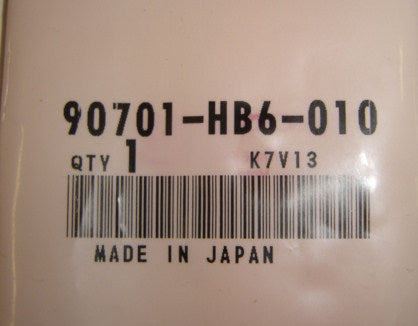 90701-HB6-010
QTY 1 K7V13
MADE IN JAPAN